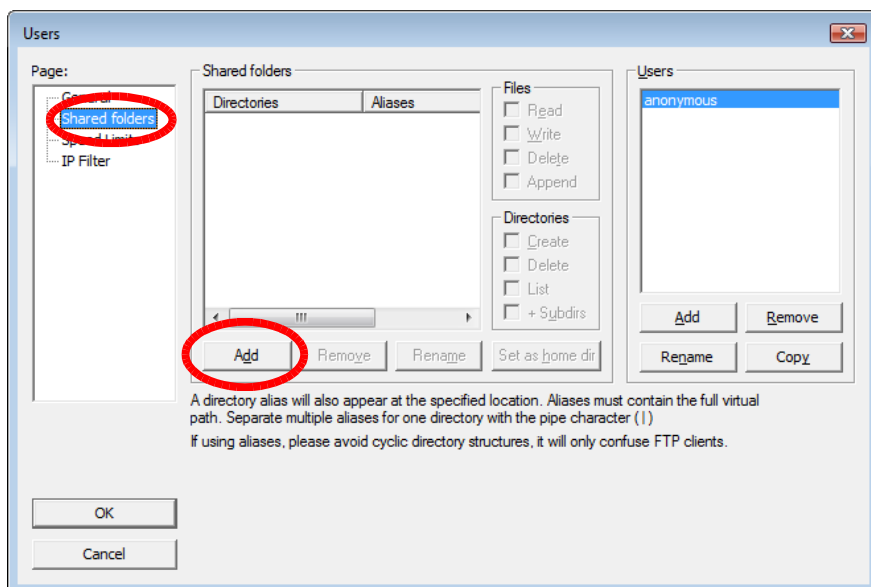 Users
Page:
General
Shared folders
Speed Limits
IP Filter
Shared folders
Directories
Aliases
Files
Read
Write
Delete
Append
Directories
Create
Delete
List
+ Subdirs
Add
Remove
Rename
Set as home dir
Users
anonymous
Add
Remove
Rename
Copy
A directory alias will also appear at the specified location. Aliases must contain the full virtual
path. Separate multiple aliases for one directory with the pipe character (|)
If using aliases, please avoid cyclic directory structures, it will only confuse FTP clients.
OK
Cancel